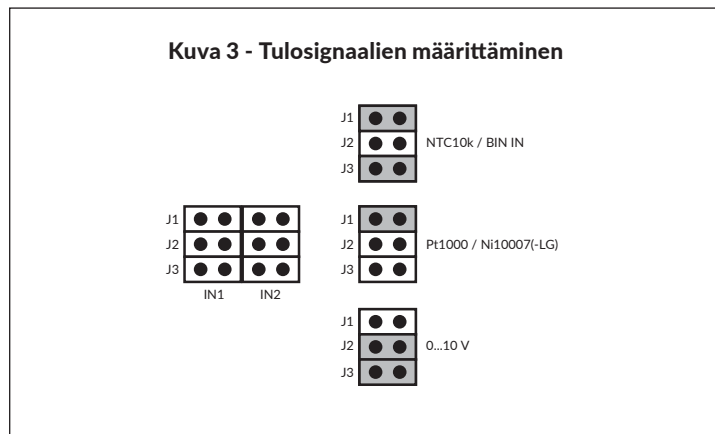 Kuva 3 - Tulosignaalien määrittäminen
J1
J2 NTC10k / BIN IN
J3
J1
J2
J3
IN1 IN2
J1
J2 Pt1000 / Ni10007(-LG)
J3
J1
J2 0...10 V
J3